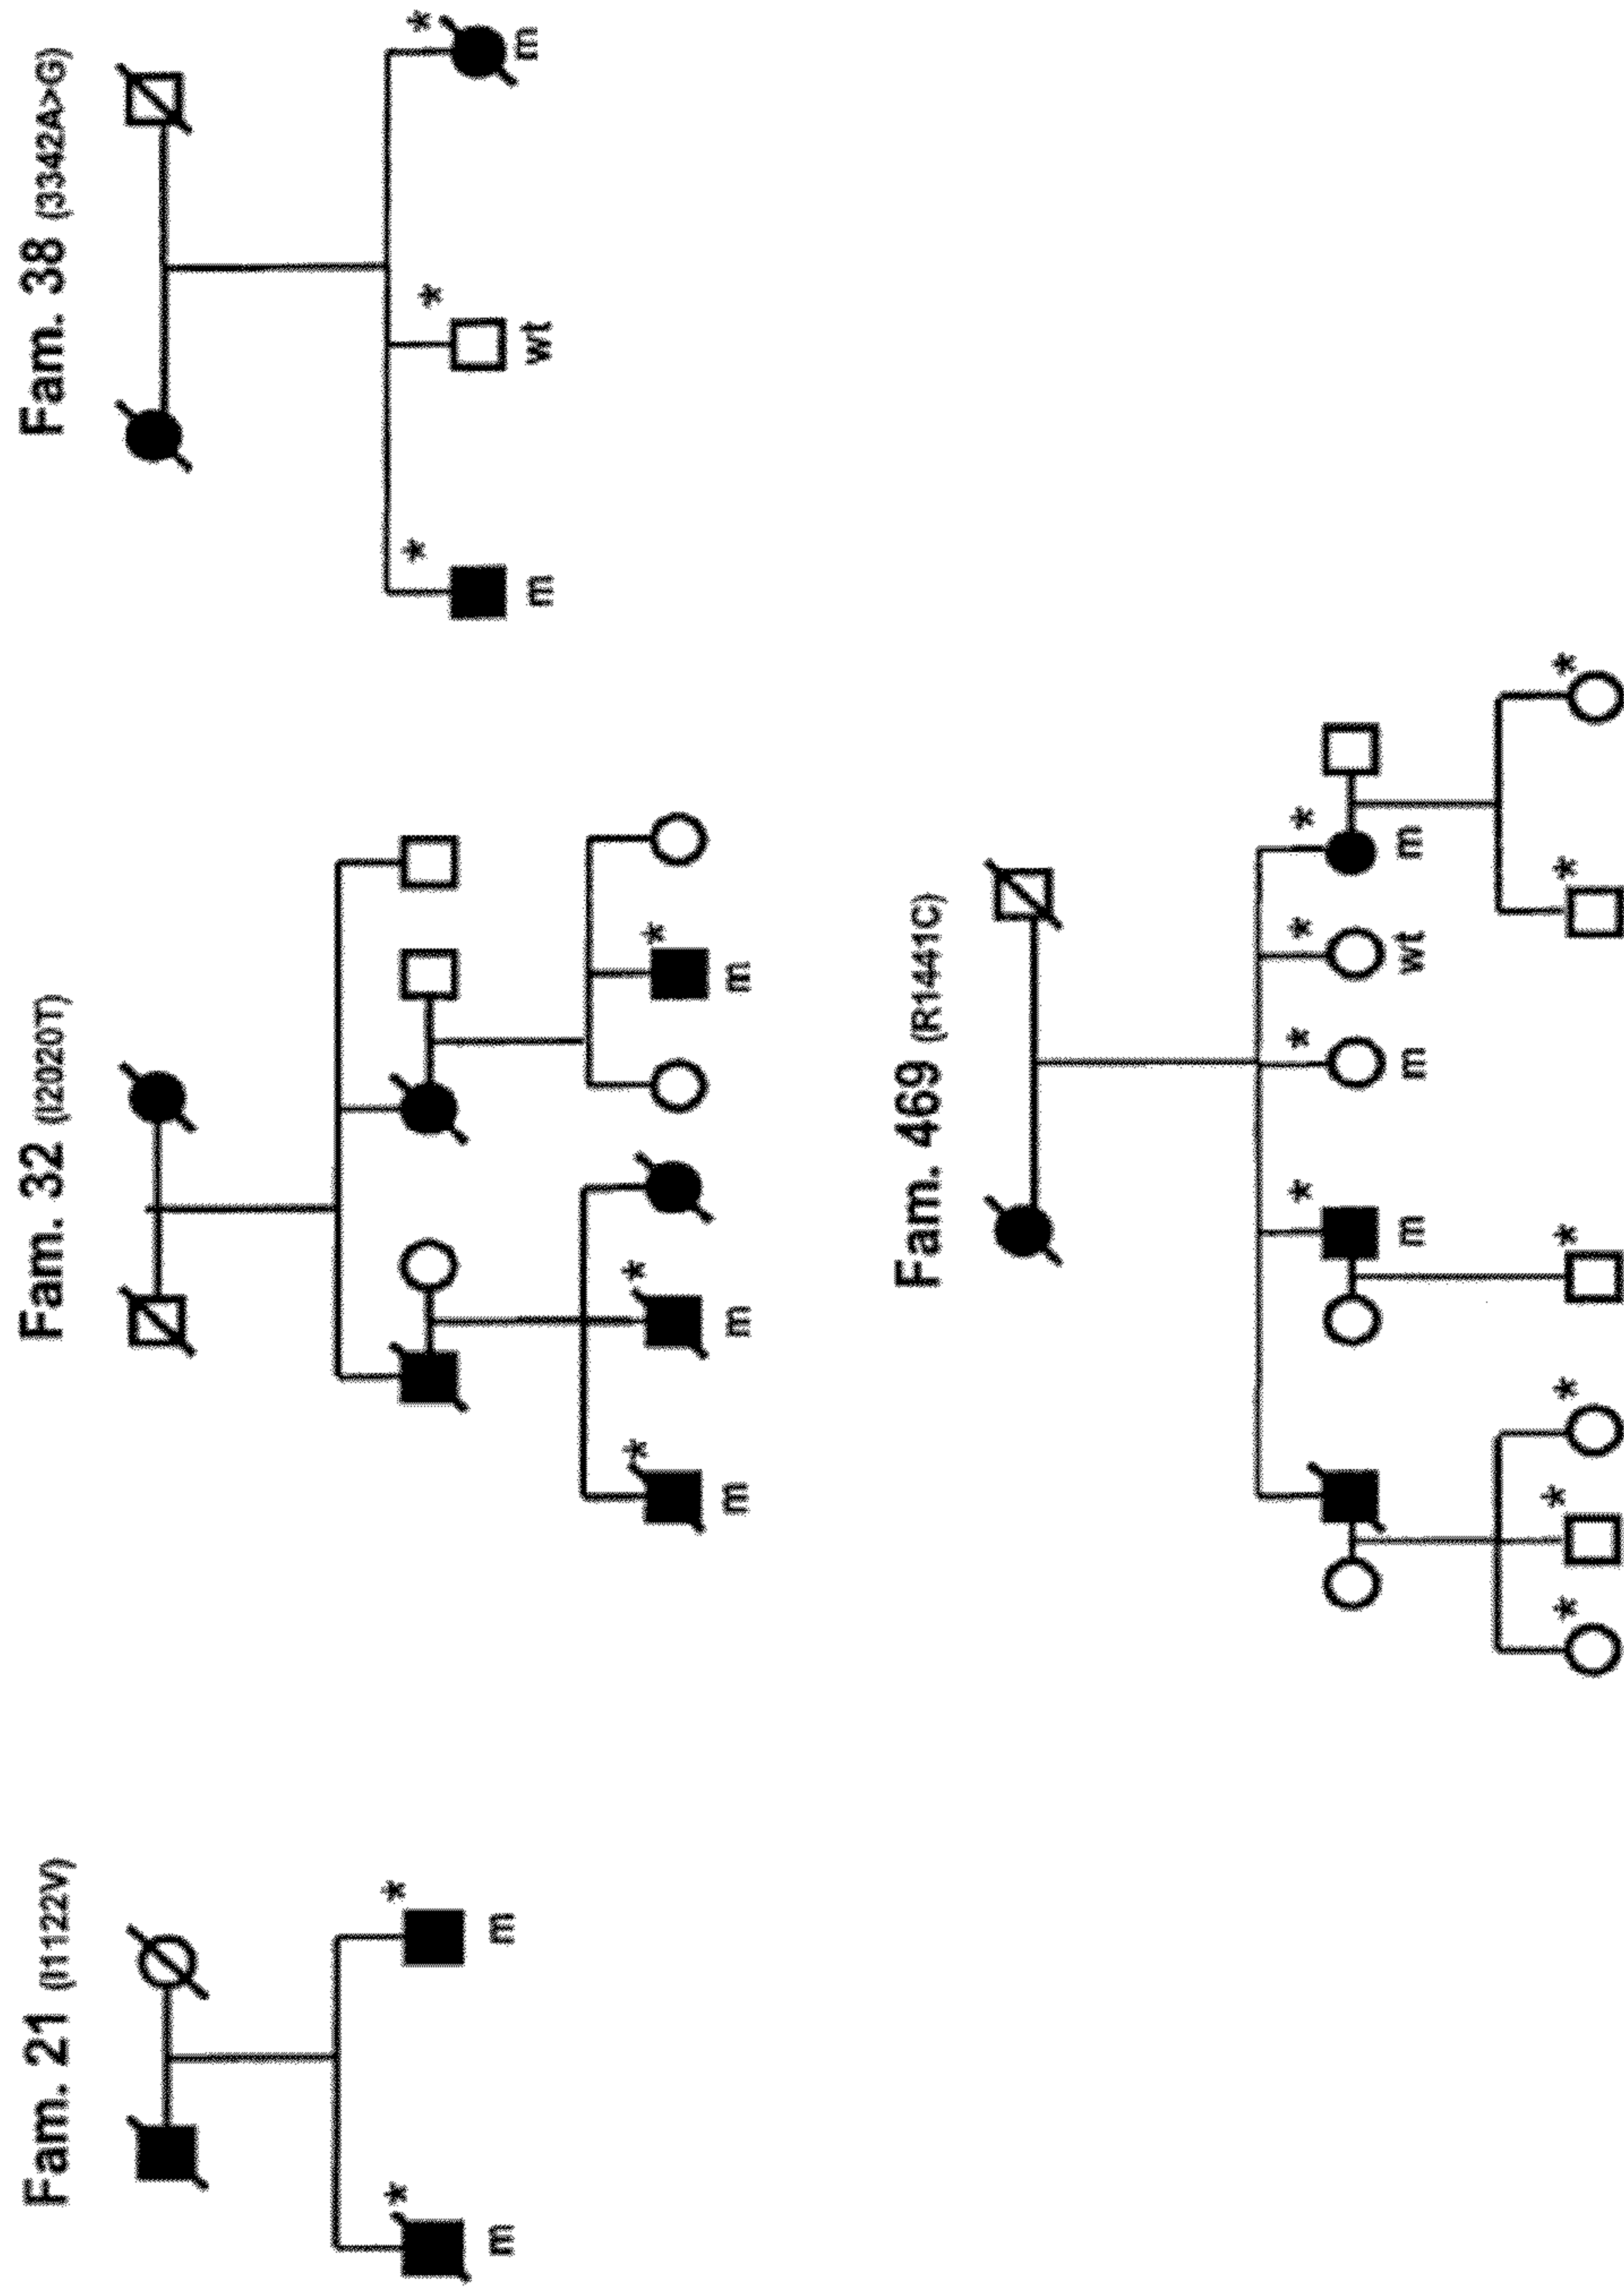 Fam. 21 (I1122V)
* *
m m
Fam. 32 (I2020T)
* * *
m m m
Fam. 38 (3342A>G)
* * *
m wt m
Fam. 469 (R1441C)
* * * *
m m wt m
* * * * * *